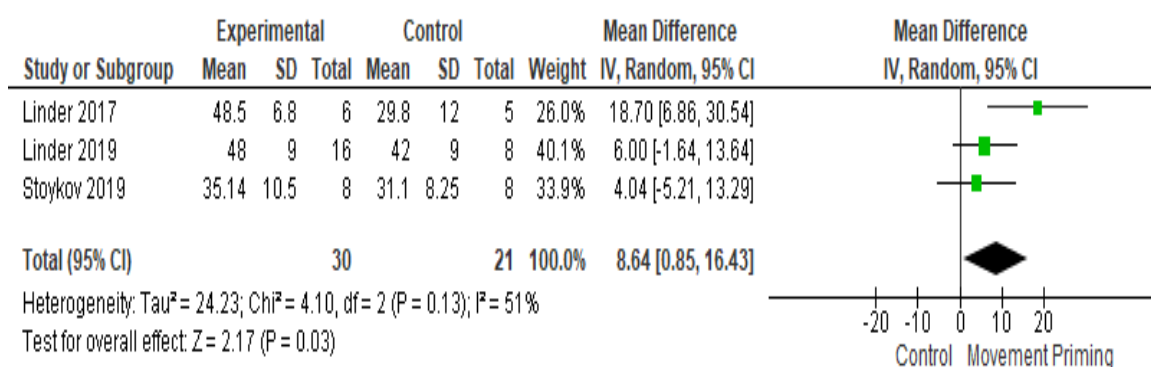 Experimental Control Mean Difference Mean Difference
Study or Subgroup Mean SD Total Mean SD Total Weight IV, Random, 95% CI IV, Random, 95% CI
Linder 2017 48.5 6.8 6 29.8 12 5 26.0% 18.70 [6.86, 30.54]
Linder 2019 48 9 16 42 9 8 40.1% 6.00 [-1.64, 13.64]
Stoykov 2019 35.14 10.5 8 31.1 8.25 8 33.9% 4.04 [-5.21, 13.29]
Total (95% CI) 30 21 100.0% 8.64 [0.85, 16.43]
Heterogeneity: Tau² = 24.23; Chi² = 4.10, df = 2 (P = 0.13); I² = 51%
Test for overall effect: Z = 2.17 (P = 0.03)
-20 -10 0 10 20
Control Movement Priming